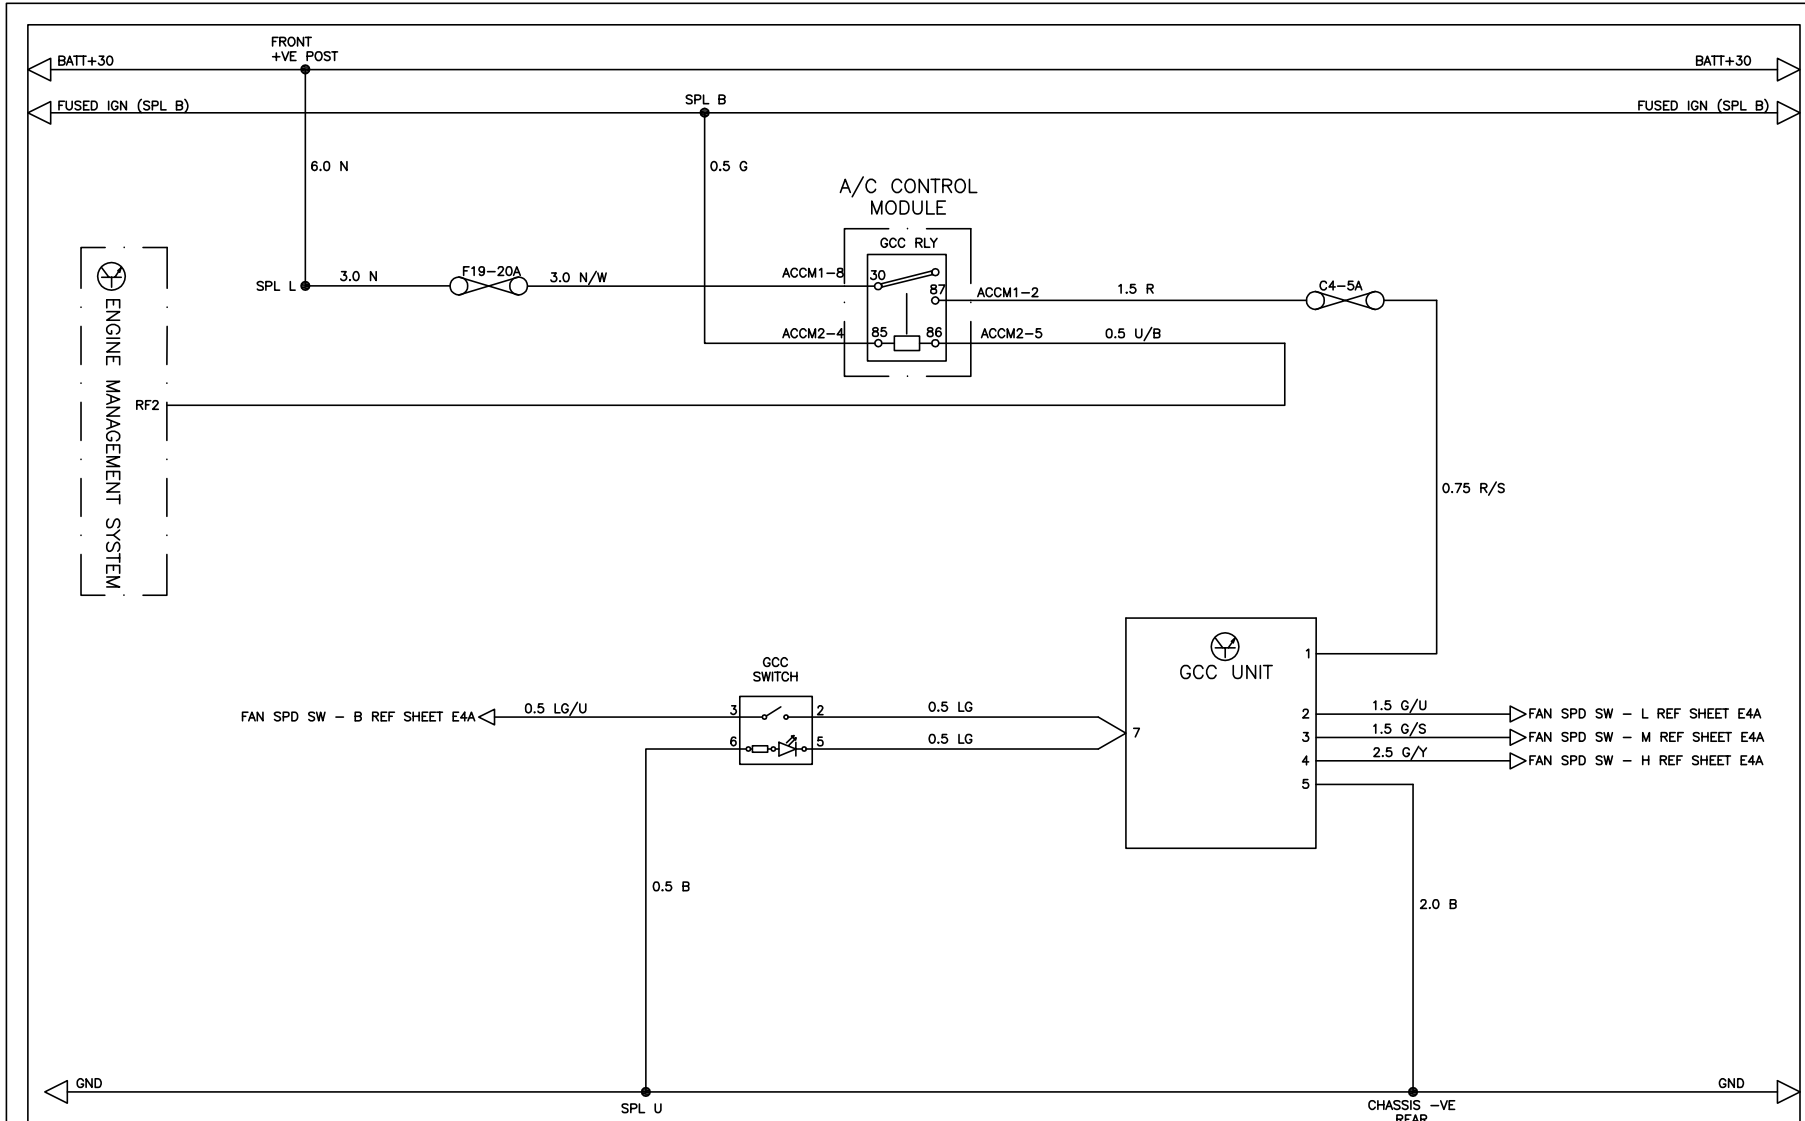 FRONT
+VE POST
BATT+30
BATT+30
FUSED IGN (SPL B)
SPL B
FUSED IGN (SPL B)
6.0 N
0.5 G
A/C CONTROL
MODULE
GCC RLY
SPL L
3.0 N
F19-20A
3.0 N/W
ACCM1-8
30
87
ACCM1-2
1.5 R
C4-5A
ACCM2-4
85
86
ACCM2-5
0.5 U/B
ENGINE MANAGEMENT SYSTEM
RF2
0.75 R/S
GCC UNIT
1
GCC
SWITCH
FAN SPD SW - B REF SHEET E4A
0.5 LG/U
3
2
0.5 LG
6
5
0.5 LG
7
2
1.5 G/U
FAN SPD SW - L REF SHEET E4A
3
1.5 G/S
FAN SPD SW - M REF SHEET E4A
4
2.5 G/Y
FAN SPD SW - H REF SHEET E4A
5
0.5 B
2.0 B
GND
GND
SPL U
CHASSIS -VE
REAR